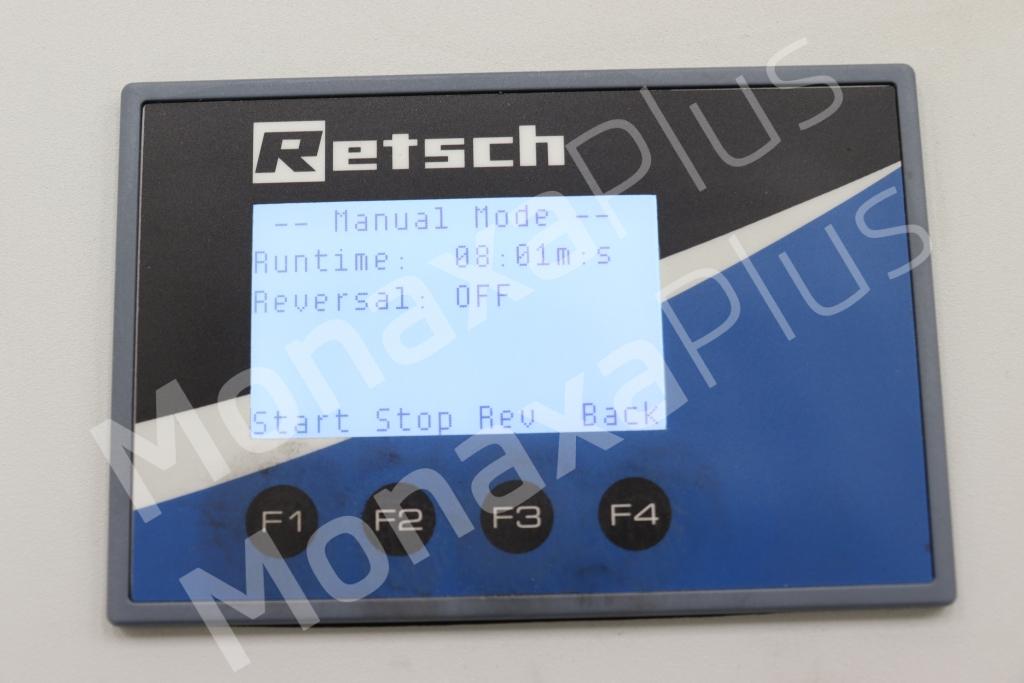 Retsch
-- Manual Mode --
Runtime: 08:01m:s
Reversal: OFF
Start Stop Rev Back
F1 F2 F3 F4
MonaxaPlus
MonaxaPlus